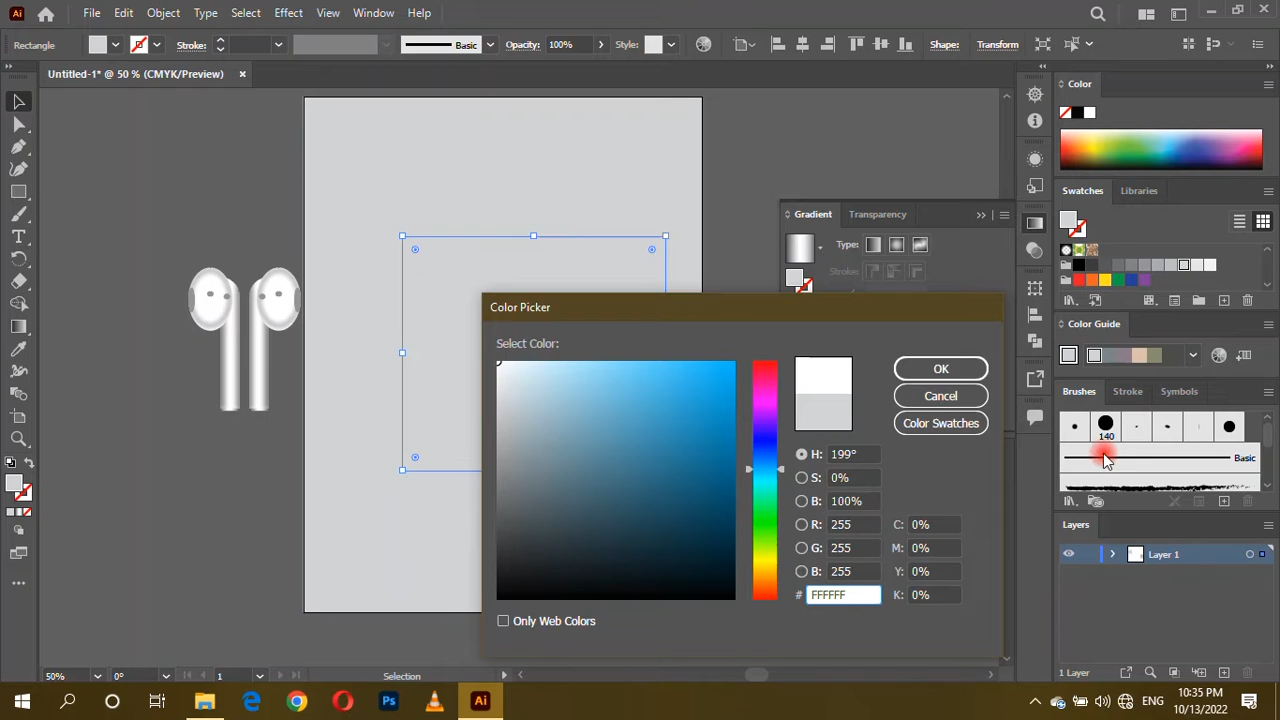 Ai File Edit Object Type Select Effect View Window Help
Rectangle Stroke: Basic Opacity: 100% Style: Shape: Transform
Untitled-1* @ 50 % (CMYK/Preview)
Color
Swatches Libraries
Gradient Transparency
Type:
Strokes:
Color Picker
Select Color:
OK
Cancel
Color Swatches
H: 199°
S: 0%
B: 100%
R: 255 C: 0%
G: 255 M: 0%
B: 255 Y: 0%
# FFFFFF K: 0%
Only Web Colors
Color Guide
Brushes Stroke Symbols
140
Basic
Layers
Layer 1
1 Layer
50% 0° 1 Selection
Ps Ai
ENG
10:35 PM
10/13/2022